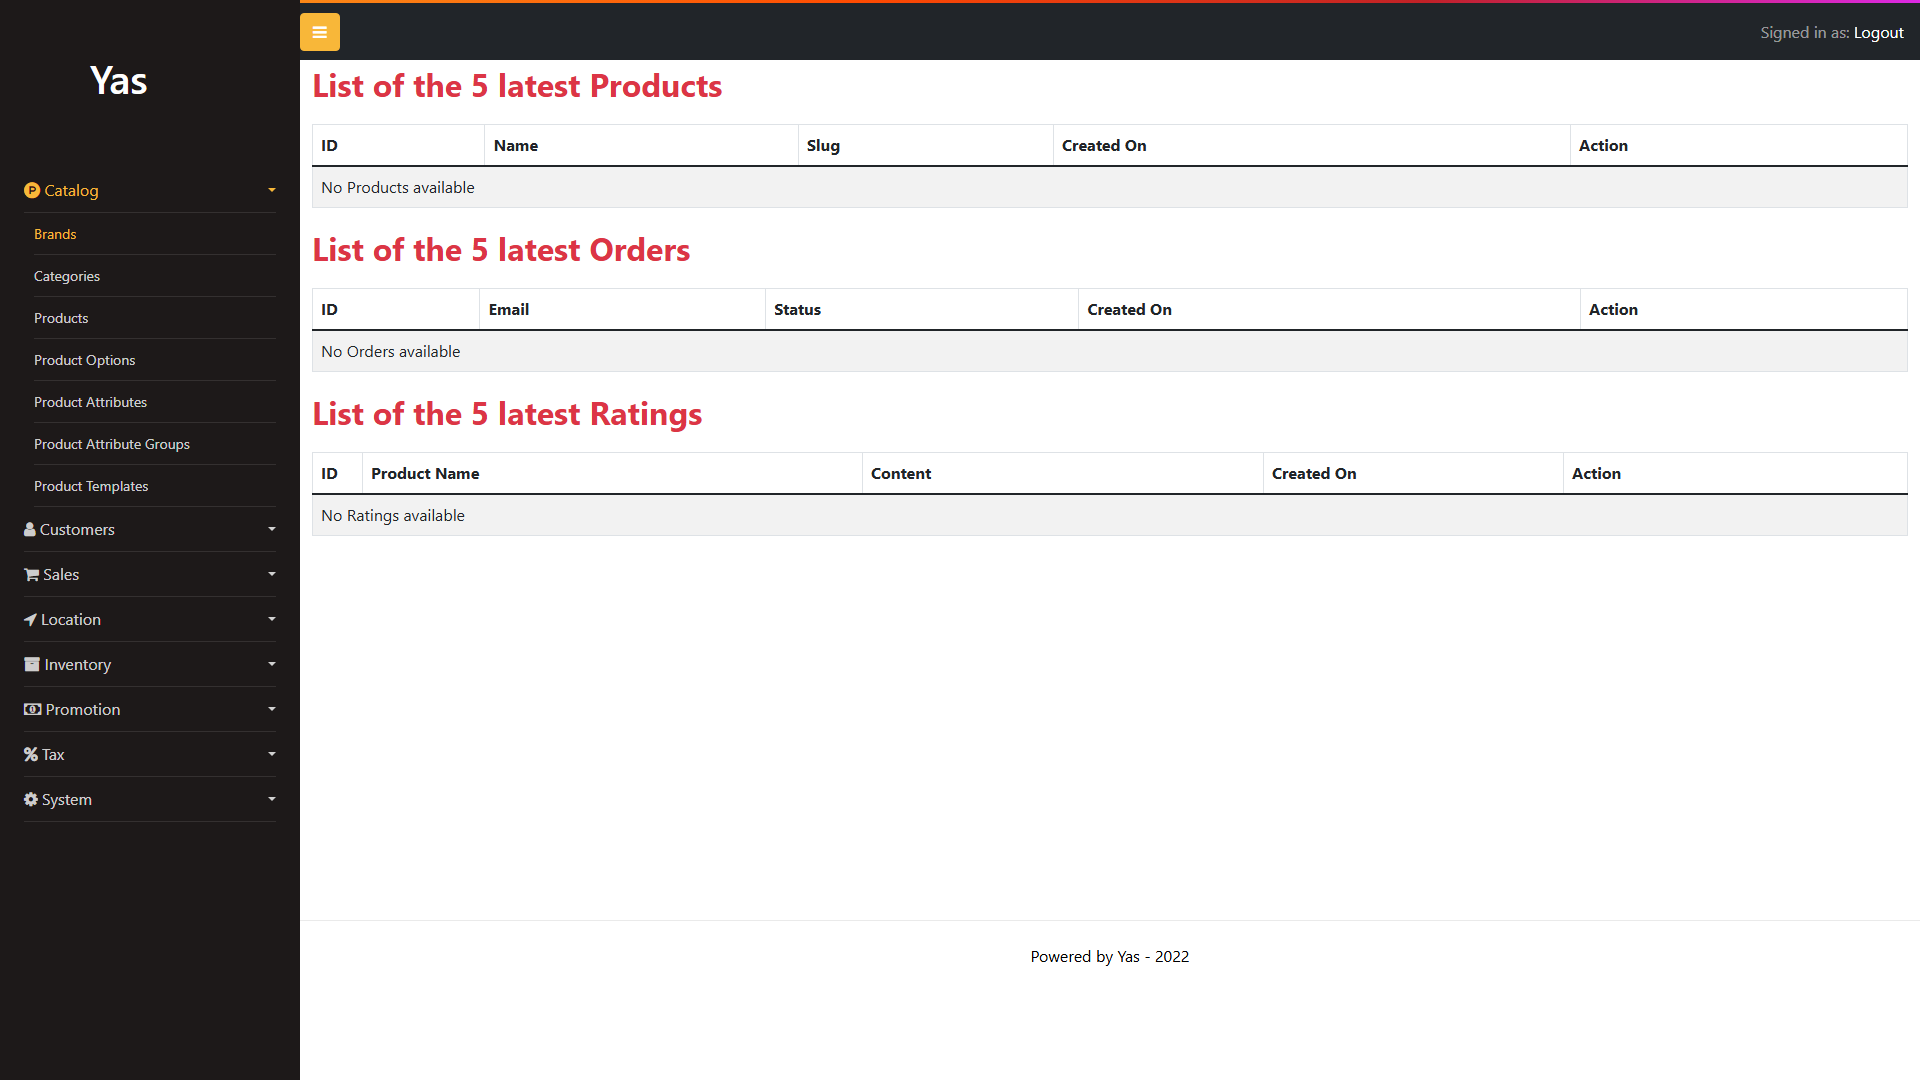 Yas
Signed in as: Logout
Catalog
Brands
Categories
Products
Product Options
Product Attributes
Product Attribute Groups
Product Templates
Customers
Sales
Location
Inventory
Promotion
Tax
System
List of the 5 latest Products
ID Name Slug Created On Action
No Products available
List of the 5 latest Orders
ID Email Status Created On Action
No Orders available
List of the 5 latest Ratings
ID Product Name Content Created On Action
No Ratings available
Powered by Yas - 2022